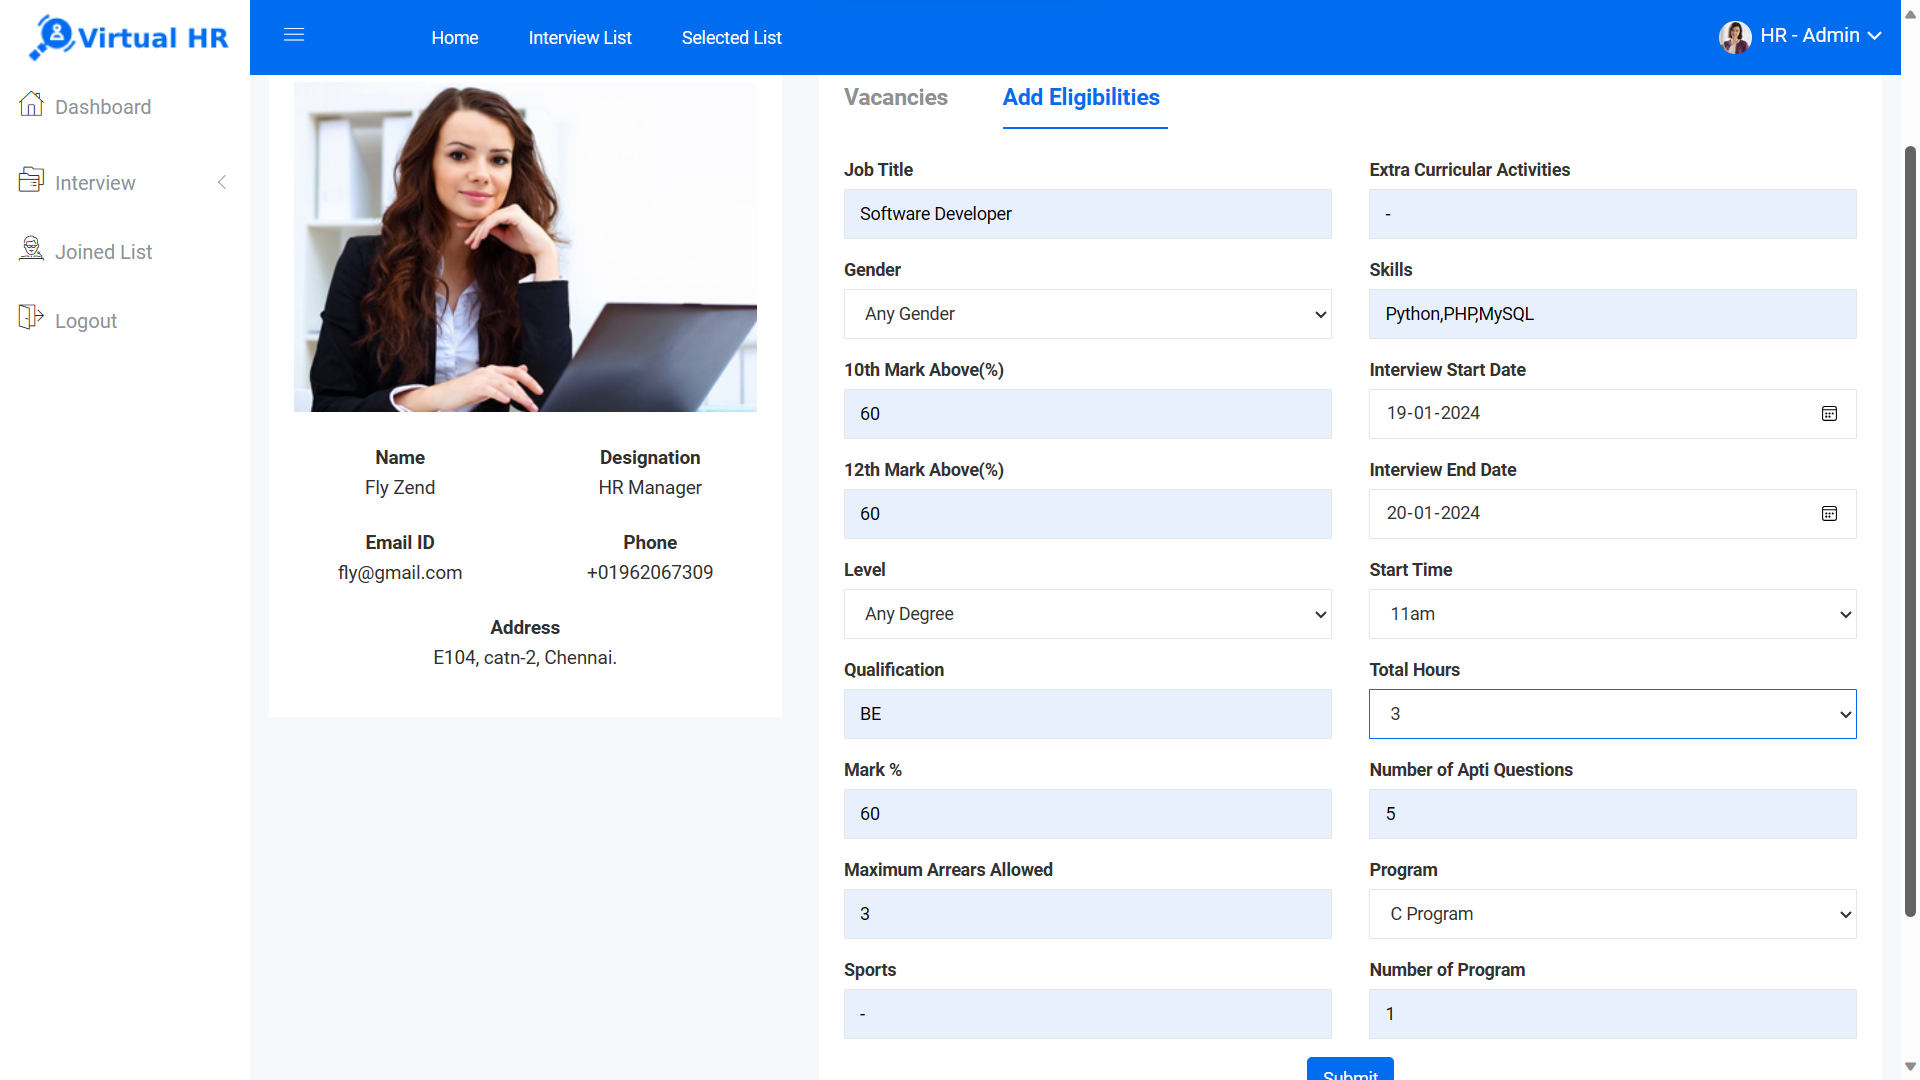 Virtual HR
Home
Interview List
Selected List
HR - Admin
Dashboard
Interview
Joined List
Logout
Name
Fly Zend
Designation
HR Manager
Email ID
fly@gmail.com
Phone
+01962067309
Address
E104, catn-2, Chennai.
Vacancies
Add Eligibilities
Job Title
Software Developer
Gender
Any Gender
10th Mark Above(%)
60
12th Mark Above(%)
60
Level
Any Degree
Qualification
BE
Mark %
60
Maximum Arrears Allowed
3
Sports
-
Extra Curricular Activities
-
Skills
Python,PHP,MySQL
Interview Start Date
19-01-2024
Interview End Date
20-01-2024
Start Time
11am
Total Hours
3
Number of Apti Questions
5
Program
C Program
Number of Program
1
Submit